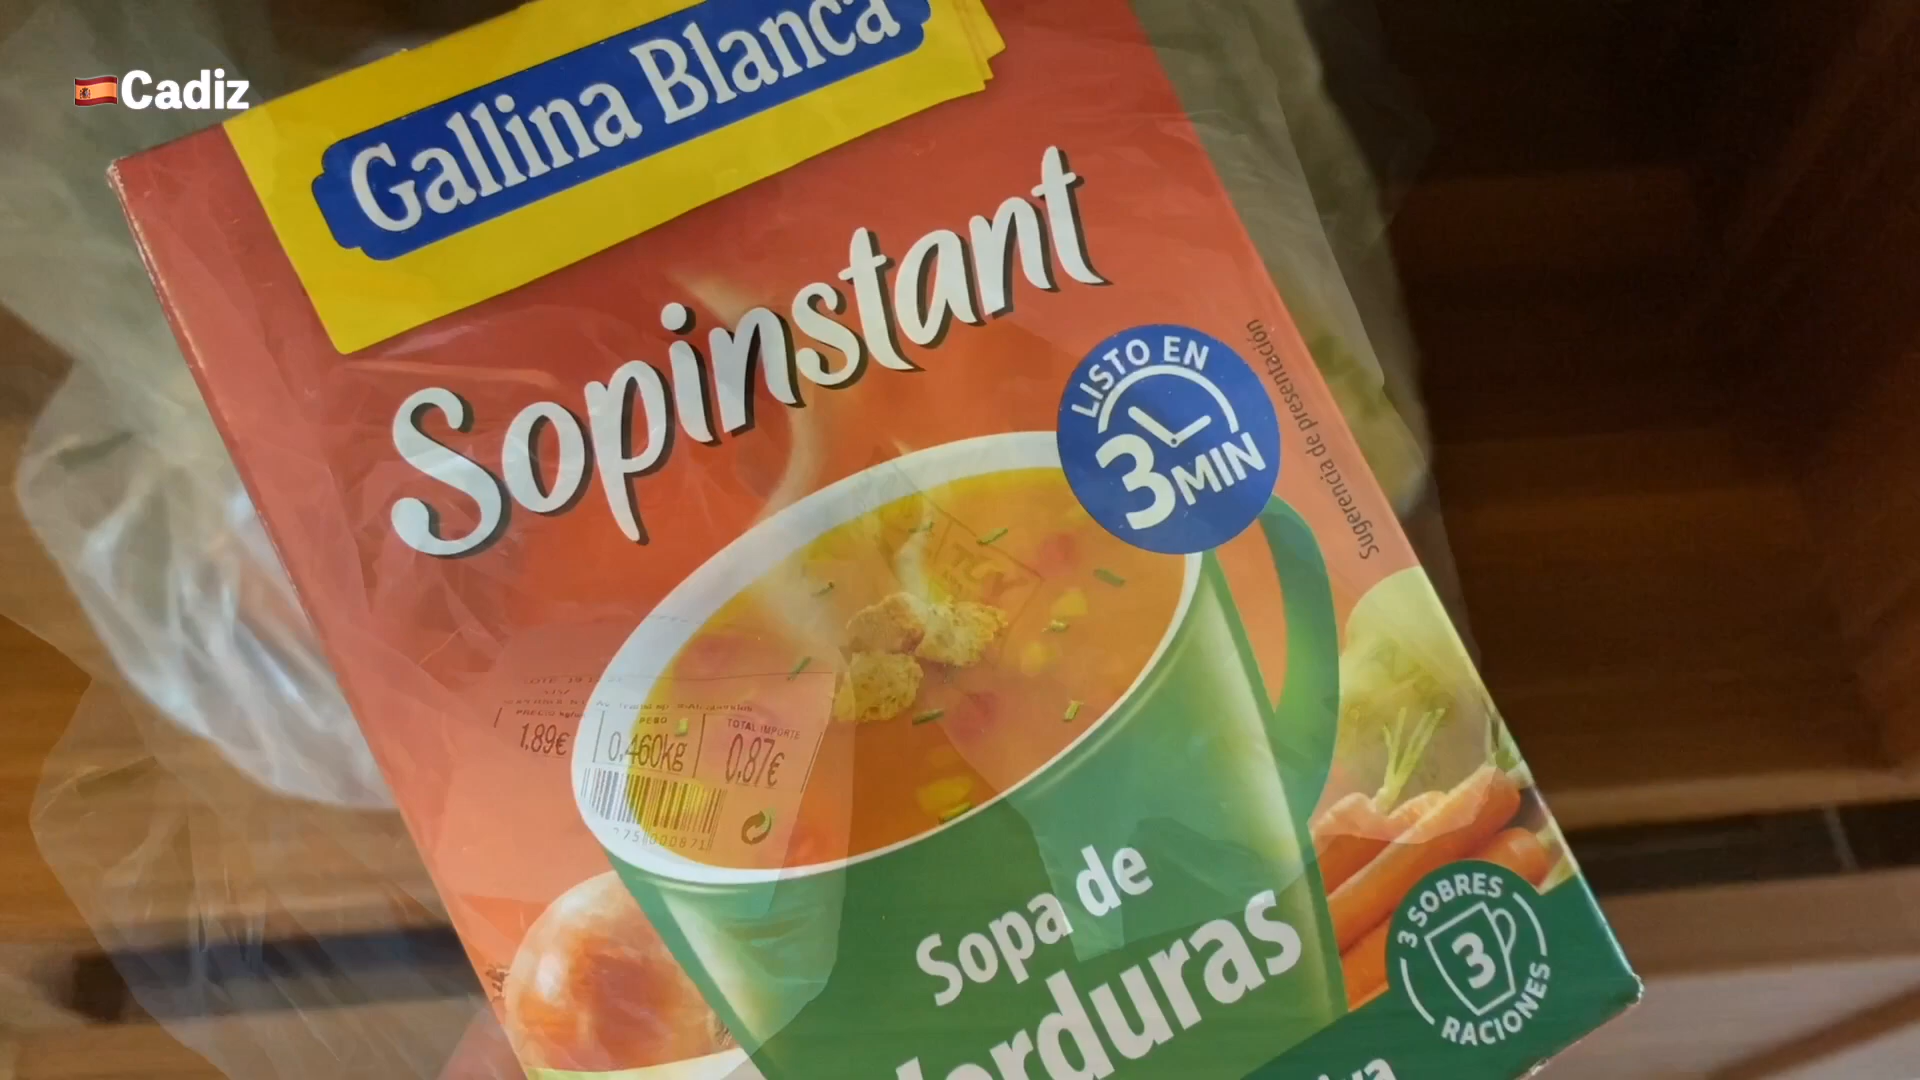 🇪🇸Cadiz
Gallina Blanca
Sopinstant
LISTO EN
3 MIN
Sugerencia de presentación
PESO
TOTAL IMPORTE
1,89€
0,460kg
0,87€
Sopa de
3 SOBRES
3
RACIONES